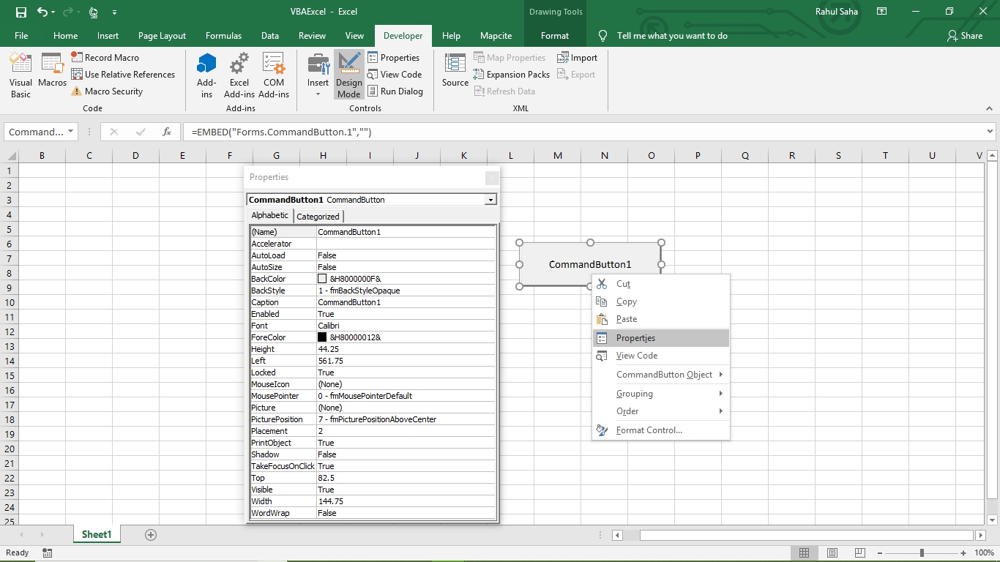 VBAExcel - Excel
Drawing Tools
Rahul Saha
File Home Insert Page Layout Formulas Data Review View Developer Help Mapcite Format Tell me what you want to do Share
Visual Basic
Macros
Record Macro
Use Relative References
Macro Security
Code
Add-ins
Excel Add-ins
COM Add-ins
Add-ins
Insert
Design Mode
Properties
View Code
Run Dialog
Controls
Source
Map Properties
Expansion Packs
Refresh Data
Import
Export
XML
Command... fx =EMBED("Forms.CommandButton.1","")
B C D E F G H I J K L M N O P Q R S T U V
1
2
3
4
5
6
7
8
9
10
11
12
13
14
15
16
17
18
19
20
21
22
23
24
25
Properties
x
CommandButton1 CommandButton
Alphabetic Categorized
(Name) CommandButton1
Accelerator
AutoLoad False
AutoSize False
BackColor &H8000000F&
BackStyle 1 - fmBackStyleOpaque
Caption CommandButton1
Enabled True
Font Calibri
ForeColor &H80000012&
Height 44.25
Left 561.75
Locked True
MouseIcon (None)
MousePointer 0 - fmMousePointerDefault
Picture (None)
PicturePosition 7 - fmPicturePositionAboveCenter
Placement 2
PrintObject True
Shadow False
TakeFocusOnClick True
Top 82.5
Visible True
Width 144.75
WordWrap False
CommandButton1
Cut
Copy
Paste
Properties
View Code
CommandButton Object
Grouping
Order
Format Control...
Sheet1
Ready
100%